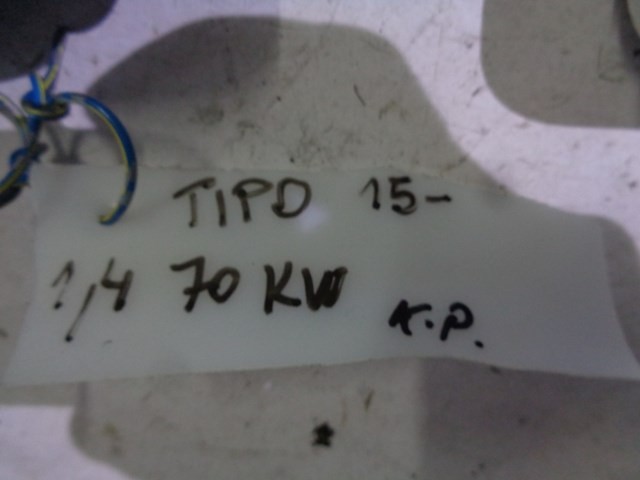 TIPO 15-
1,4 70 KW
K.P.